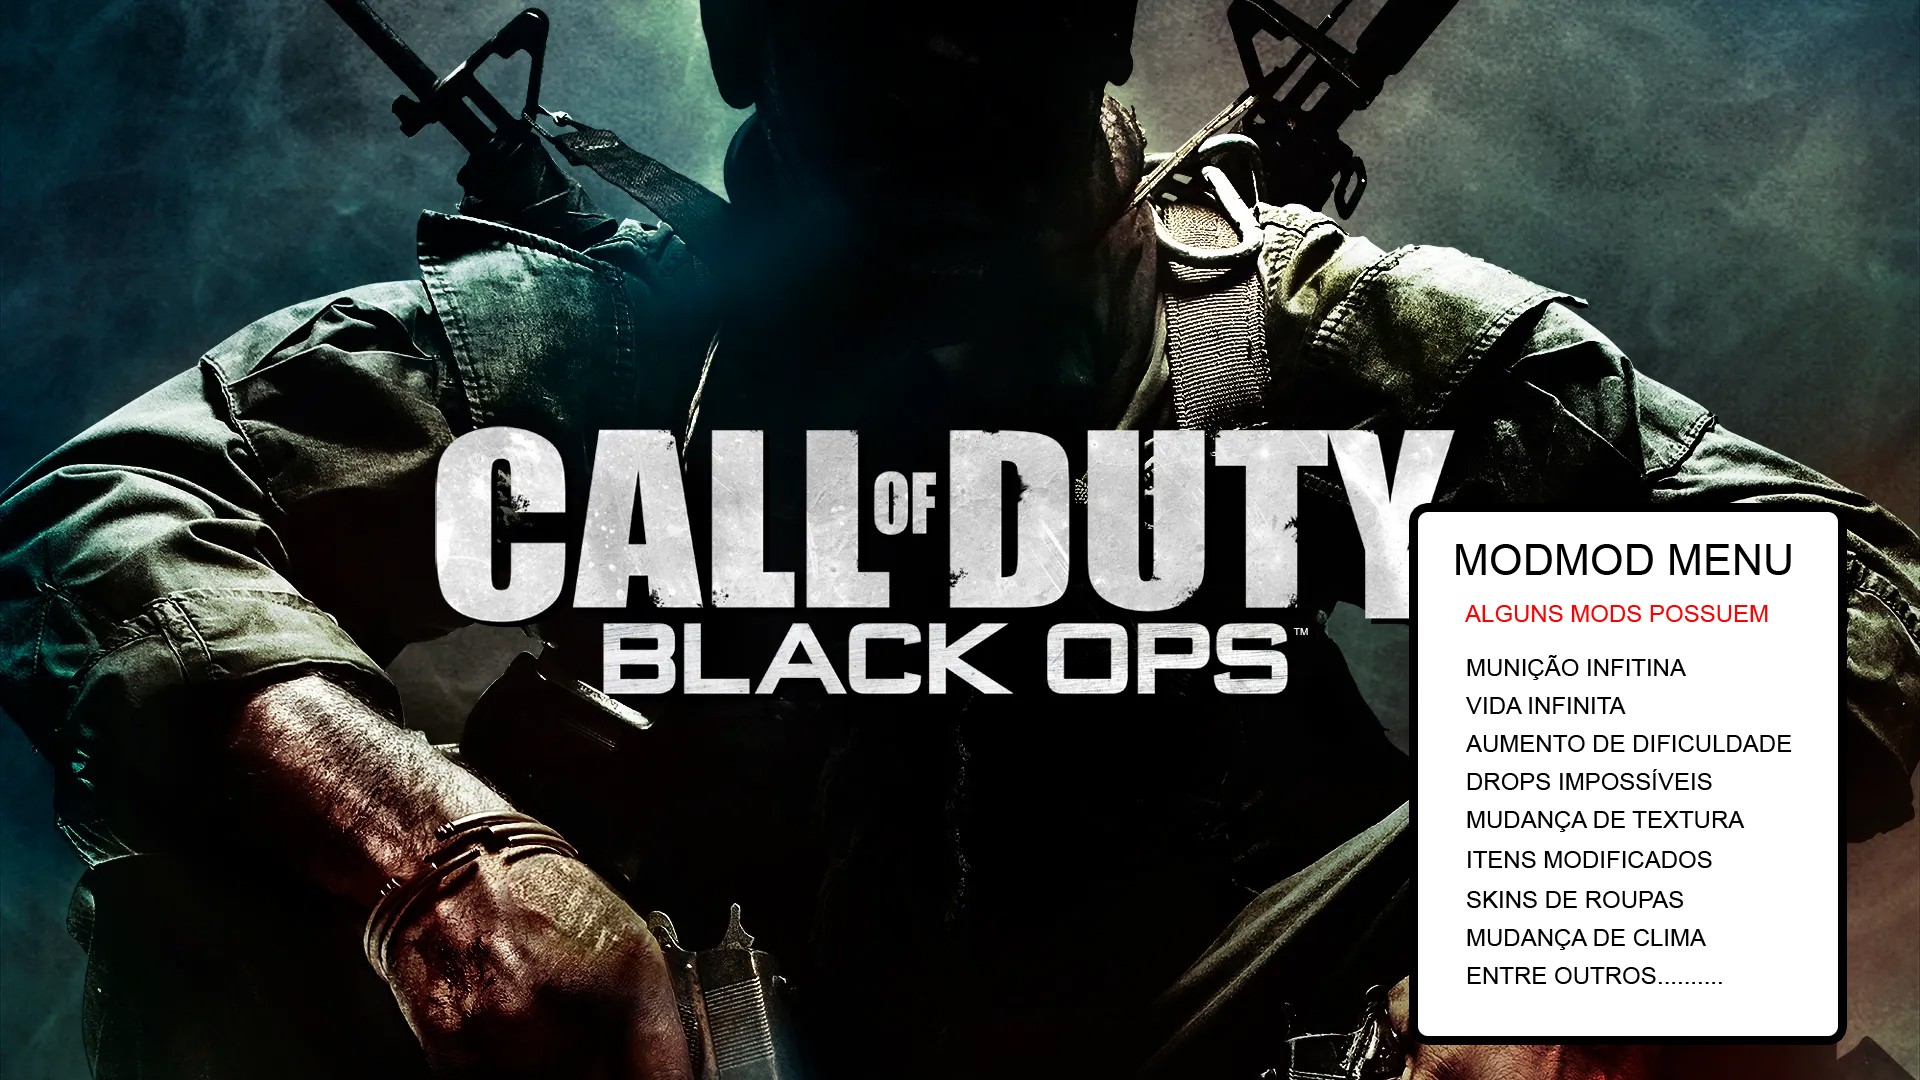 CALL OF DUTY
BLACK OPS™
MODMOD MENU
ALGUNS MODS POSSUEM
MUNIÇÃO INFITINA
VIDA INFINITA
AUMENTO DE DIFICULDADE
DROPS IMPOSSÍVEIS
MUDANÇA DE TEXTURA
ITENS MODIFICADOS
SKINS DE ROUPAS
MUDANÇA DE CLIMA
ENTRE OUTROS..........